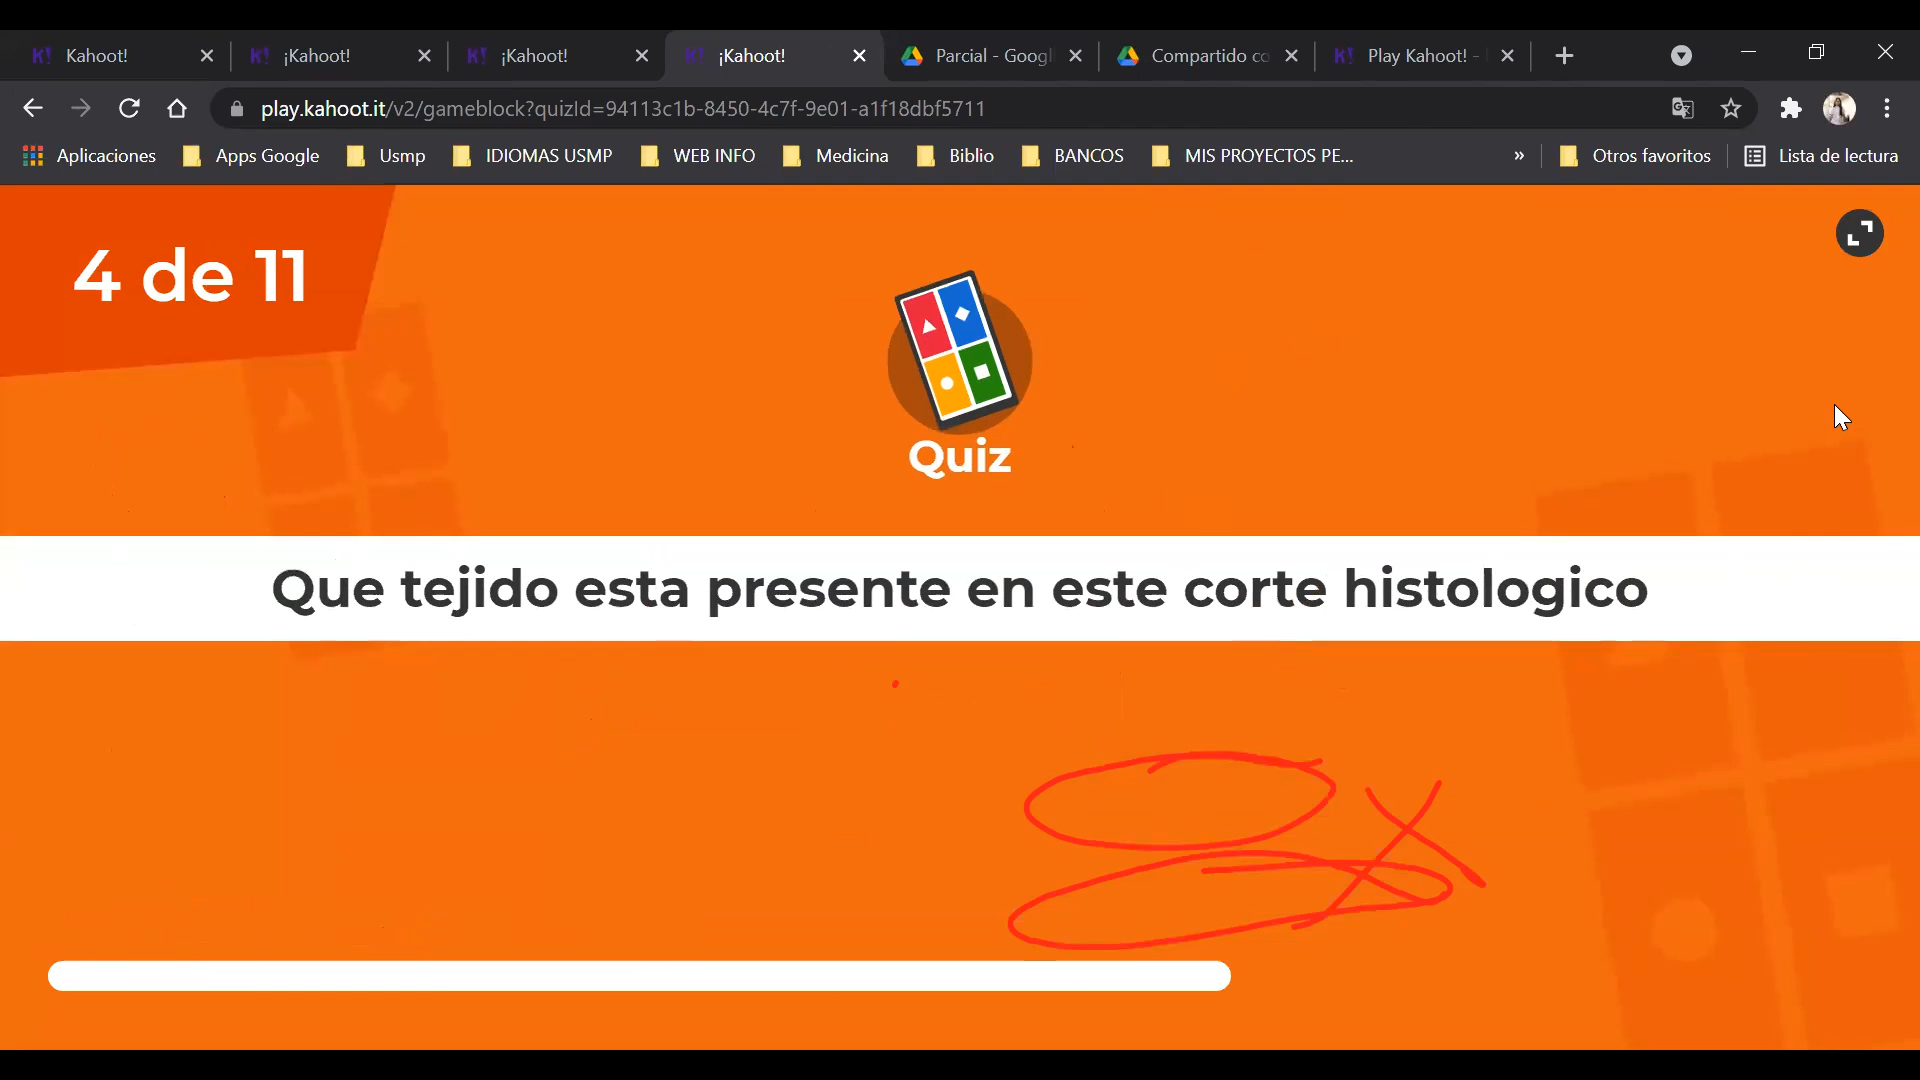 Kahoot!
¡Kahoot!
¡Kahoot!
¡Kahoot!
Parcial - Googl
Compartido co
Play Kahoot! -
play.kahoot.it/v2/gameblock?quizId=94113c1b-8450-4c7f-9e01-a1f18dbf5711
Aplicaciones
Apps Google
Usmp
IDIOMAS USMP
WEB INFO
Medicina
Biblio
BANCOS
MIS PROYECTOS PE...
»
Otros favoritos
Lista de lectura
4 de 11
Quiz
Que tejido esta presente en este corte histologico